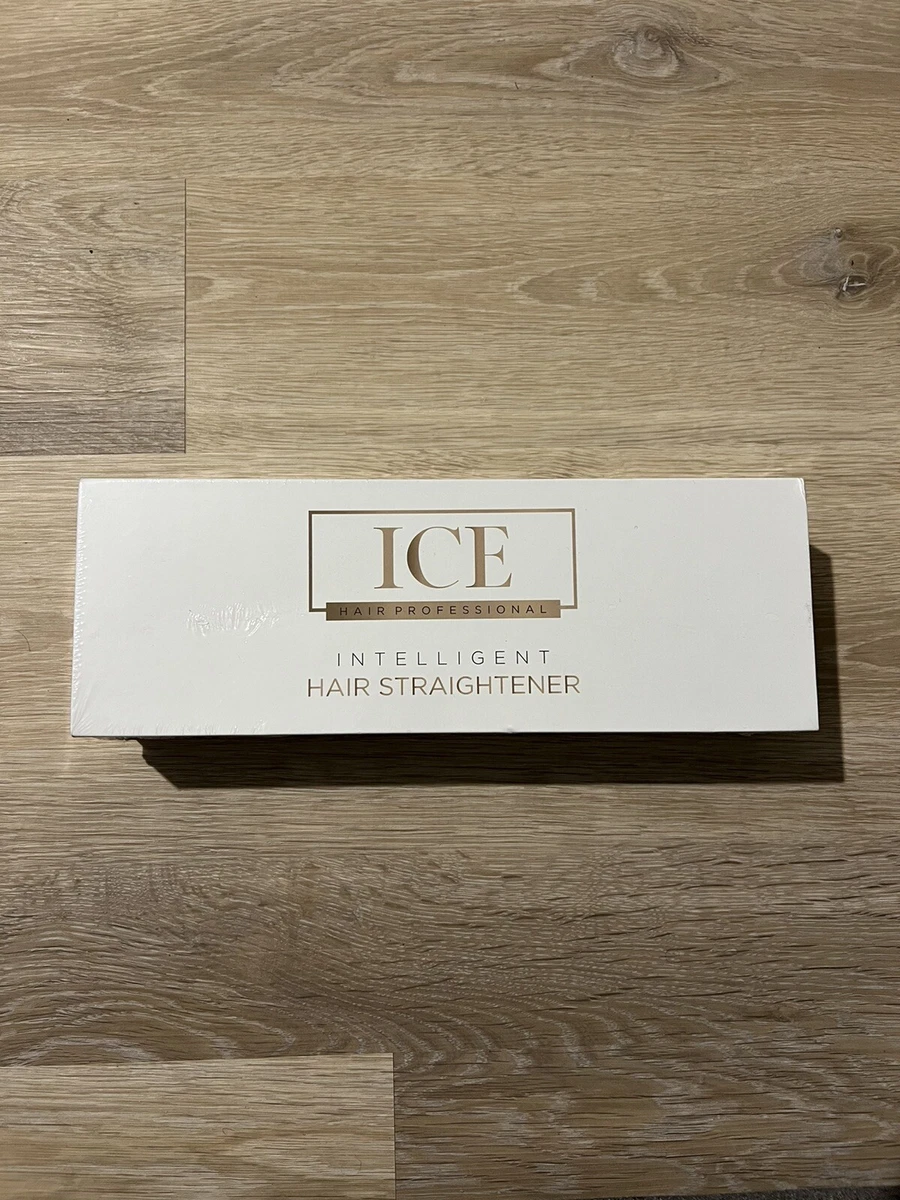 ICE
HAIR PROFESSIONAL
INTELLIGENT
HAIR STRAIGHTENER